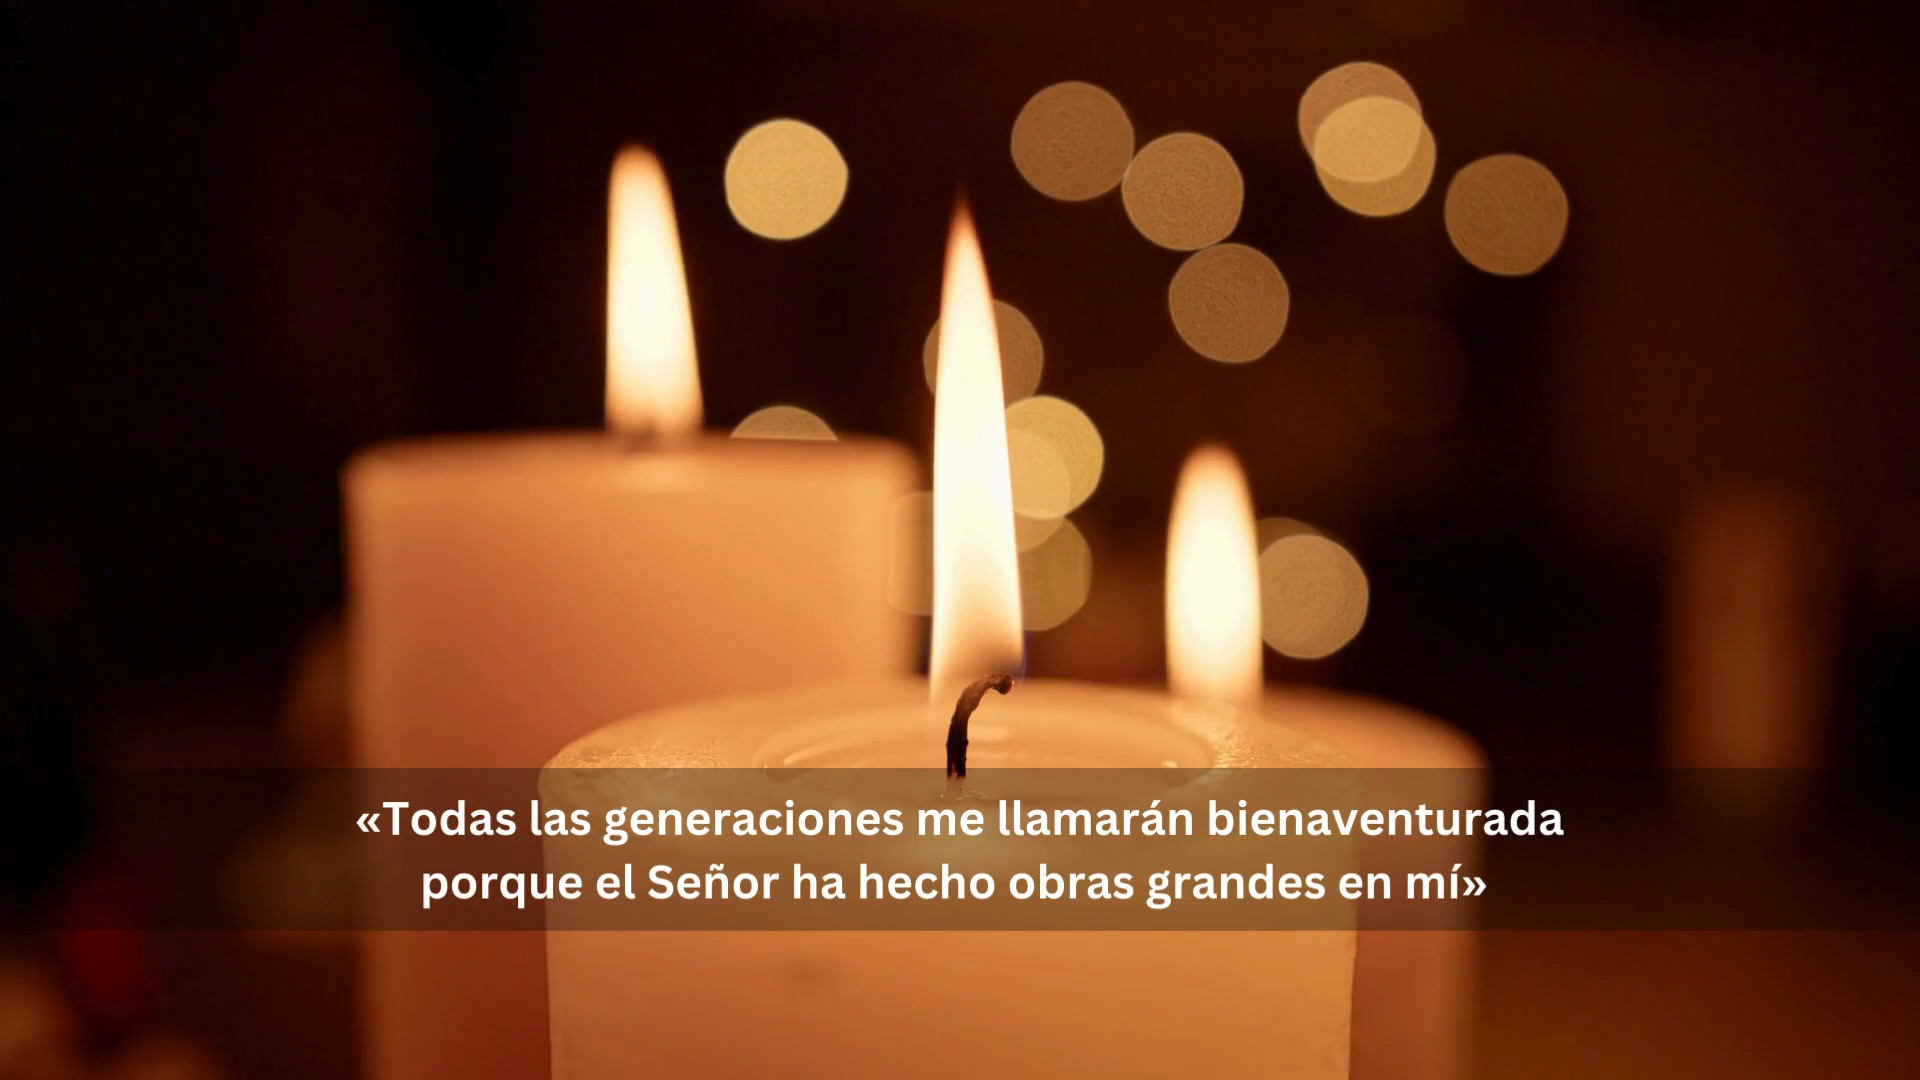 «Todas las generaciones me llamarán bienaventurada
porque el Señor ha hecho obras grandes en mí»